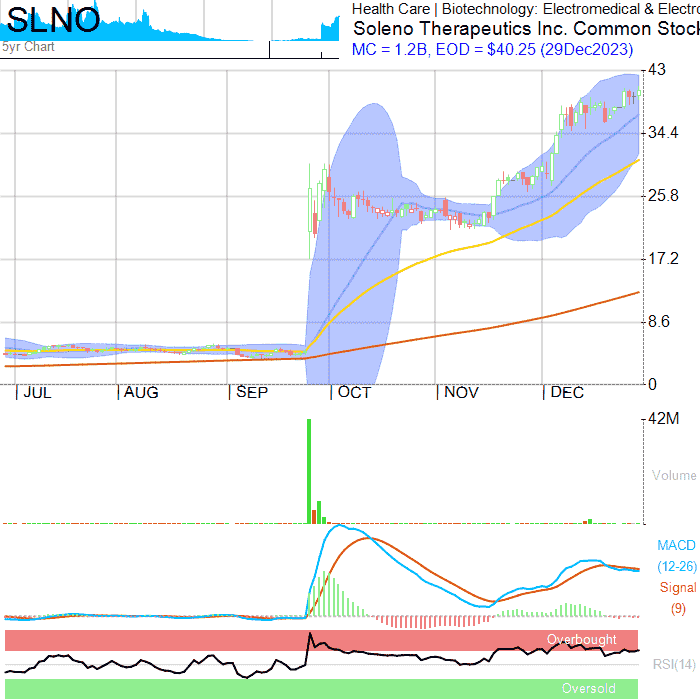 SLNO
Health Care | Biotechnology: Electromedical & Electro
Soleno Therapeutics Inc. Common Stock
5yr Chart
MC = 1.2B, EOD = $40.25 (29Dec2023)
43
34.4
25.8
17.2
8.6
0
JUL AUG SEP OCT NOV DEC
42M
Volume
MACD
(12-26)
Signal
(9)
Overbought
RSI(14)
Oversold